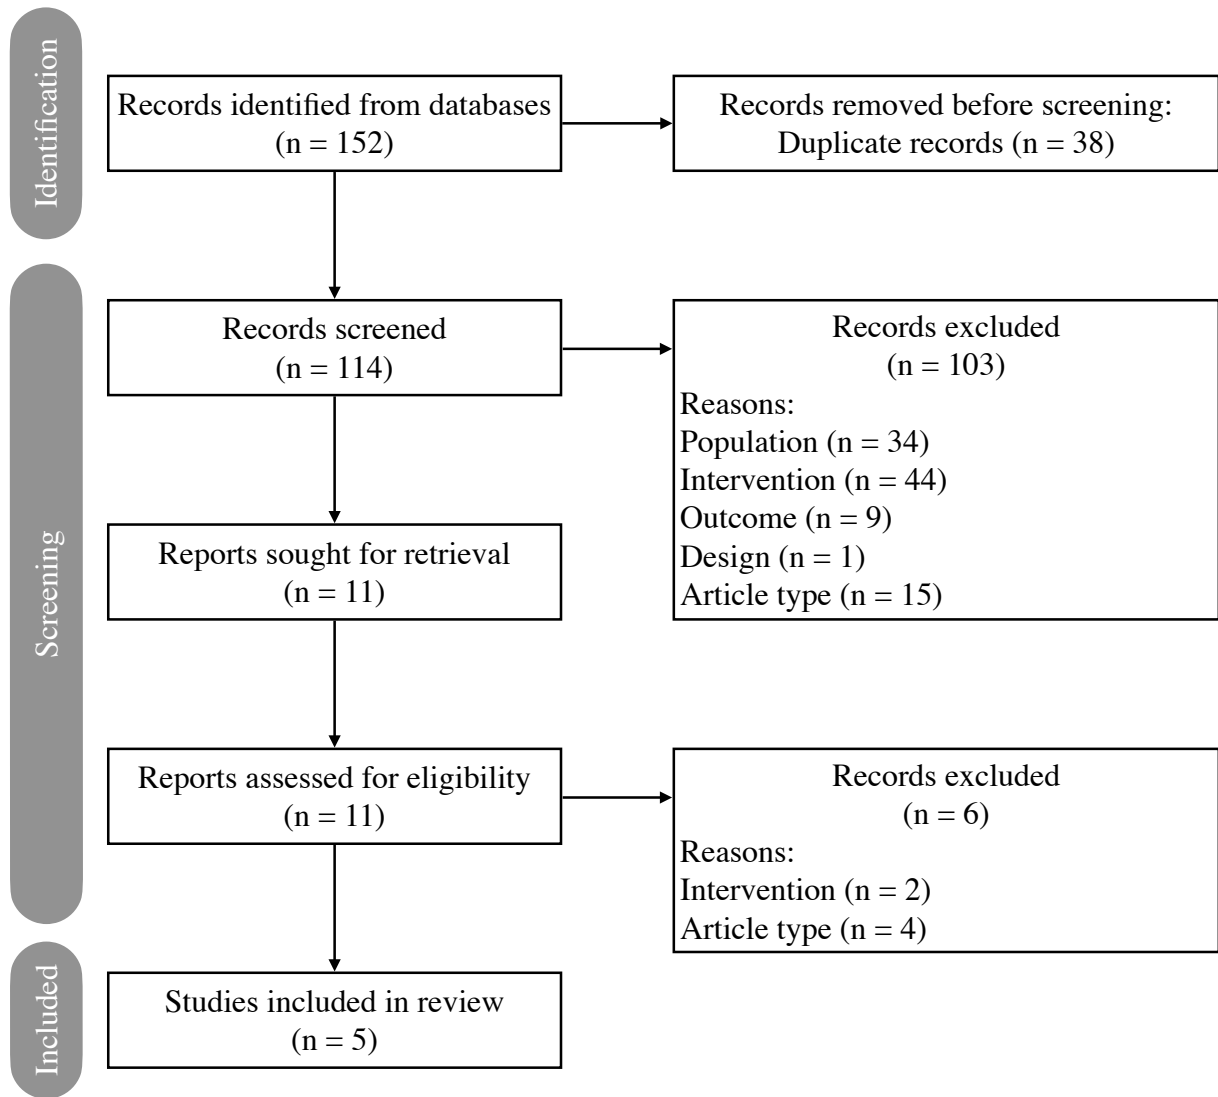 Identification
Records identified from databases
(n = 152)
Records removed before screening:
Duplicate records (n = 38)
Screening
Records screened
(n = 114)
Records excluded
(n = 103)
Reasons:
Population (n = 34)
Intervention (n = 44)
Outcome (n = 9)
Design (n = 1)
Article type (n = 15)
Reports sought for retrieval
(n = 11)
Reports assessed for eligibility
(n = 11)
Records excluded
(n = 6)
Reasons:
Intervention (n = 2)
Article type (n = 4)
Included
Studies included in review
(n = 5)